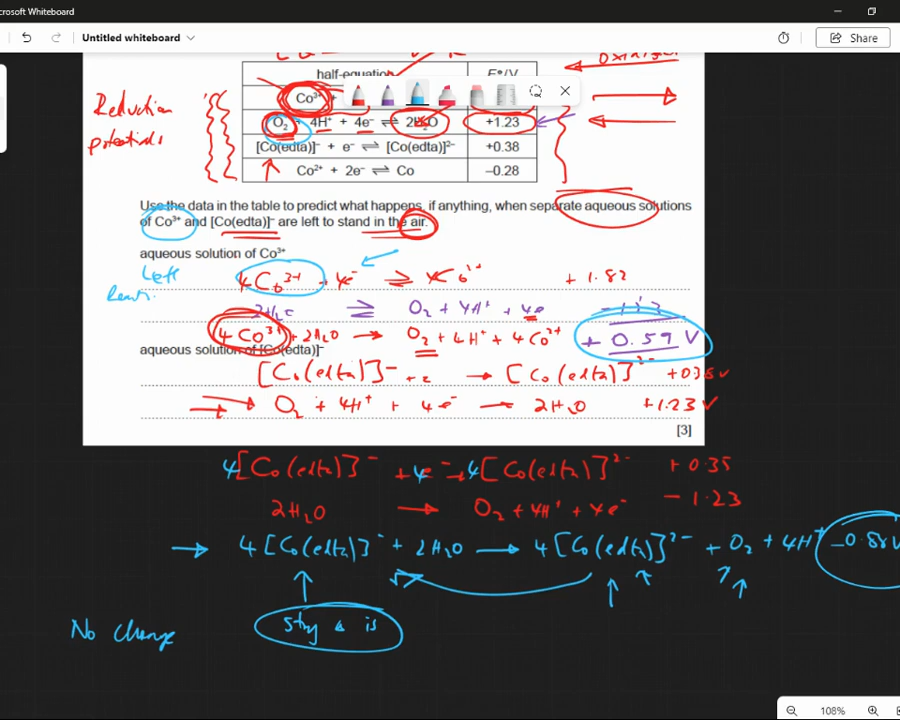 crosoft Whiteboard
Untitled whiteboard
Share
half-equation E°/V
Reduction
potentials
Co³⁺
O₂ + 4H⁺ + 4e⁻ ⇌ 2H₂O +1.23
[Co(edta)]⁻ + e⁻ ⇌ [Co(edta)]²⁻ +0.38
Co²⁺ + 2e⁻ ⇌ Co –0.28
Use the data in the table to predict what happens, if anything, when separate aqueous solutions
of Co³⁺ and [Co(edta)]⁻ are left to stand in the air.
aqueous solution of Co³⁺
Left
4Co³⁺ + 4e⁻ ⇌ 4Co²⁺ + 1.82
2H₂O ⇌ O₂ + 4H⁺ + 4e
4Co³⁺ + 2H₂O → O₂ + 4H⁺ + 4Co²⁺ + 0.59 V
aqueous solution of [Co(edta)]⁻
[Co(edta)]⁻ + e → [Co(edta)]²⁻ +0.38 V
O₂ + 4H⁺ + 4e⁻ → 2H₂O +1.23 V
[3]
4[Co(edta)]⁻ + 4e⁻ → 4[Co(edta)]²⁻ + 0.35
2H₂O → O₂ + 4H⁺ + 4e⁻ – 1.23
→ 4[Co(edta)]⁻ + 2H₂O → 4[Co(edta)]²⁻ + O₂ + 4H⁺ –0.88V
No change
stay as is
108%